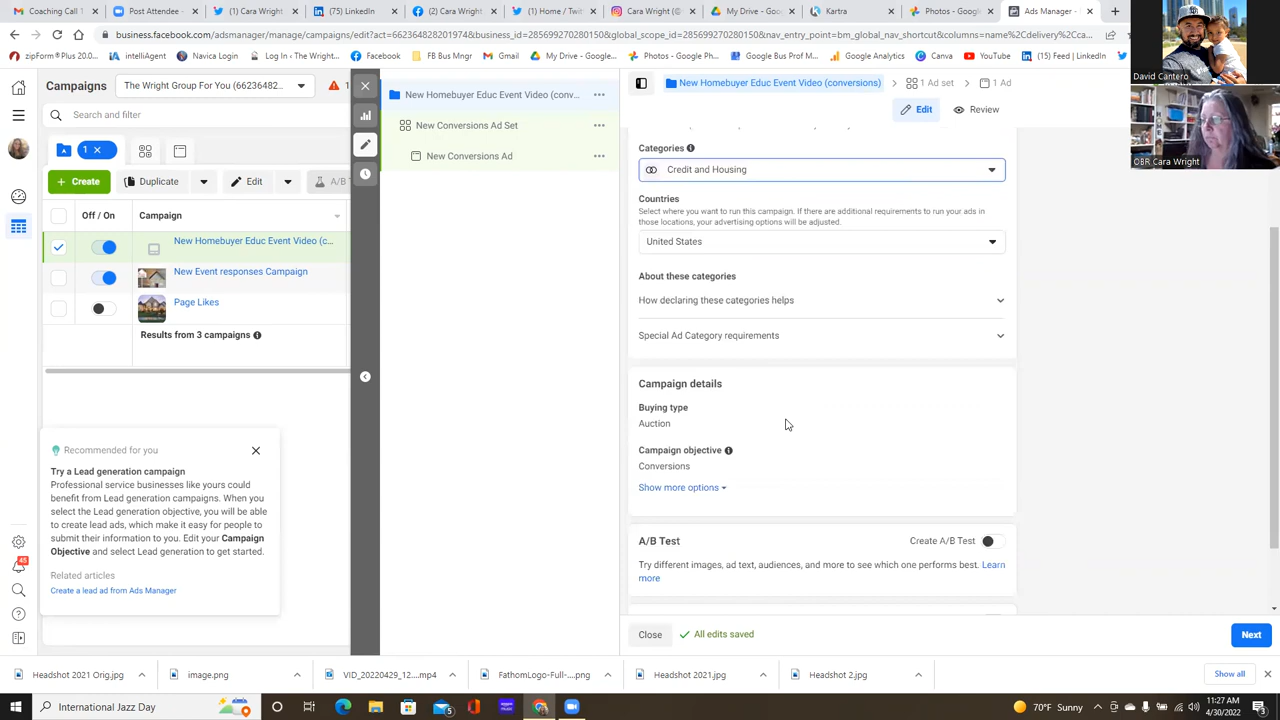 Coaching Call 1
Post Attendee -
(1) Cara Wright
(75) LinkedIn
(2) Cara Wright
(1) Home / Twit
Cara Wright (@
My Drive - Goo
Kartra
Photos - Google
Ads Manager - M
business.facebook.com/adsmanager/manage/campaigns/edit?act=662364828201974&business_id=285699270280150&global_scope_id=285699270280150&nav_entry_point=bm_global_nav_shortcut&columns=name%2Cdelivery%2Cca...
zipForm® Plus 20.0...
intelliAgent
Navica Login
In The Wright...
Facebook
FB Bus Mngr
(1) Home / Twitter
Photos - Google Ph...
Google Bus Prof M...
Google Analytics
Canva
YouTube
(15) Feed | LinkedIn
Campaigns
The Wright Group For You (66236482...
Search and filter
1
Create
Duplicate
Edit
A/B T
Off / On
Campaign
New Homebuyer Educ Event Video (c...
New Event responses Campaign
Page Likes
Results from 3 campaigns
Recommended for you
Try a Lead generation campaign
Professional service businesses like yours could
benefit from Lead generation campaigns. When you
select the Lead generation objective, you will be able
to create lead ads, which make it easy for people to
submit their information to you. Edit your Campaign
Objective and select Lead generation to get started.
Related articles
Create a lead ad from Ads Manager
45
New Homebuyer Educ Event Video (conv...
New Conversions Ad Set
New Conversions Ad
New Homebuyer Educ Event Video (conversions)
1 Ad set
1 Ad
Edit
Review
Categories
Credit and Housing
Countries
Select where you want to run this campaign. If there are additional requirements to run your ads in
those locations, your advertising options will be adjusted.
United States
About these categories
How declaring these categories helps
Special Ad Category requirements
Campaign details
Buying type
Auction
Campaign objective
Conversions
Show more options
A/B Test
Create A/B Test
Try different images, ad text, audiences, and more to see which one performs best. Learn
more
Close
All edits saved
Next
David Cantero
OBR Cara Wright
Headshot 2021 Orig.jpg
image.png
VID_20220429_12....mp4
FathomLogo-Full-....png
Headshot 2021.jpg
Headshot 2.jpg
Show all
International Jazz Day
70°F Sunny
11:27 AM
4/30/2022